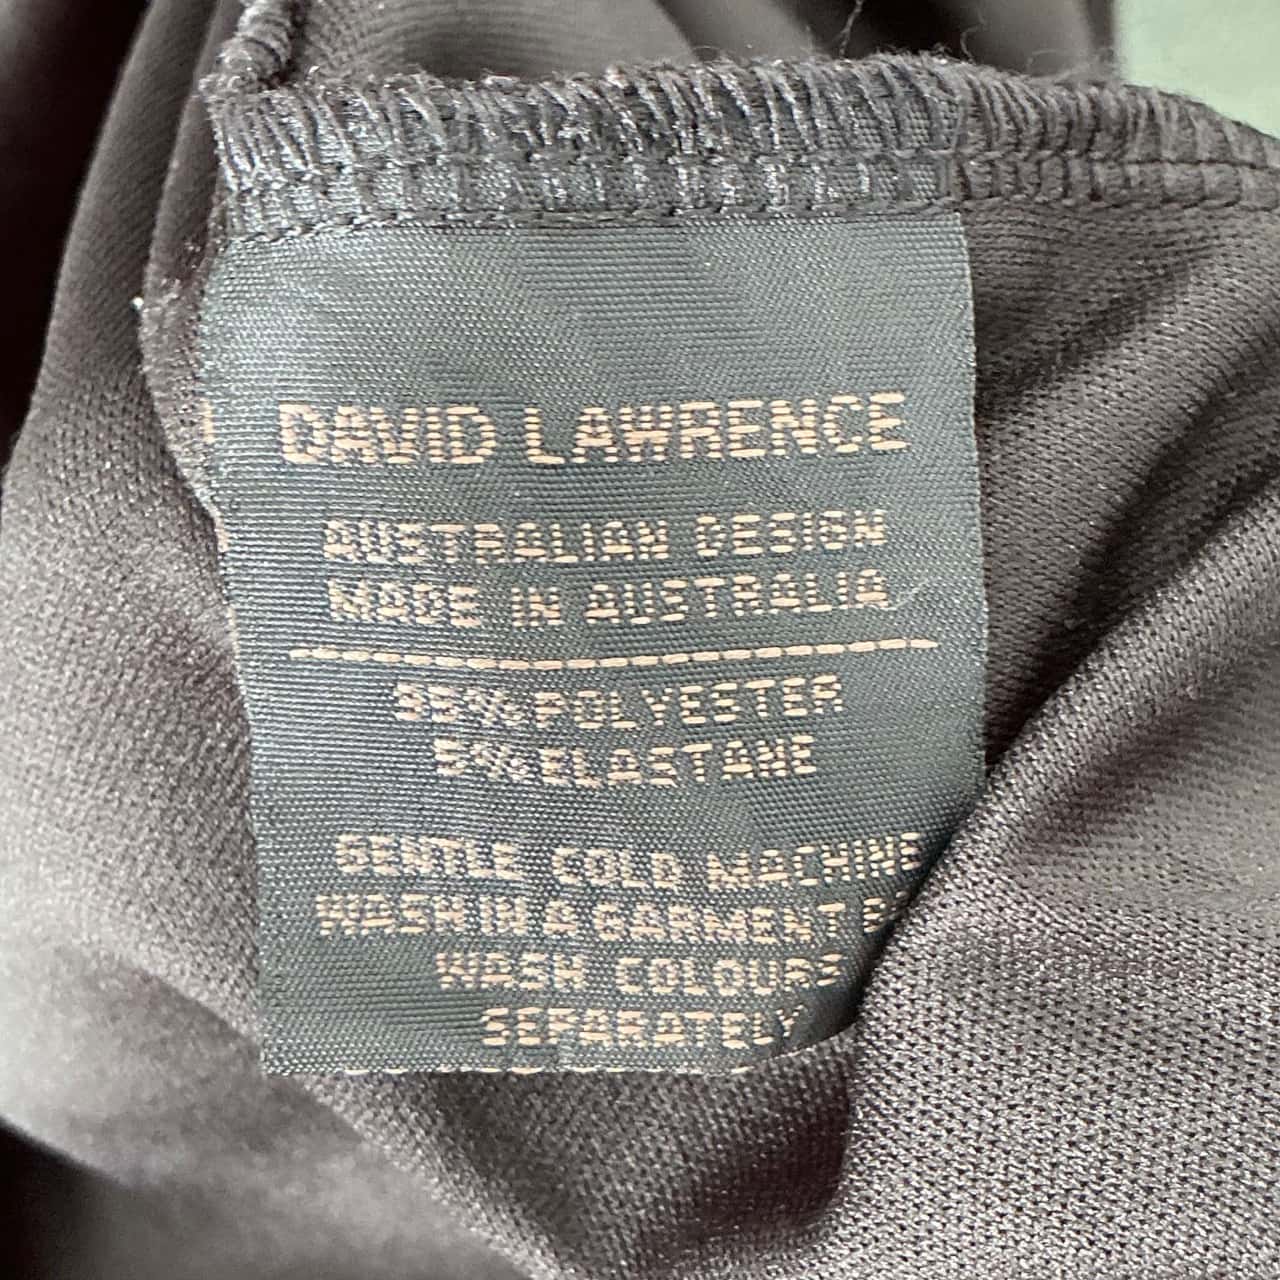 DAVID LAWRENCE
AUSTRALIAN DESIGN
MADE IN AUSTRALIA
95% POLYESTER
5% ELASTANE
GENTLE COLD MACHINE
WASH IN A GARMENT
WASH COLOURS
SEPARATELY